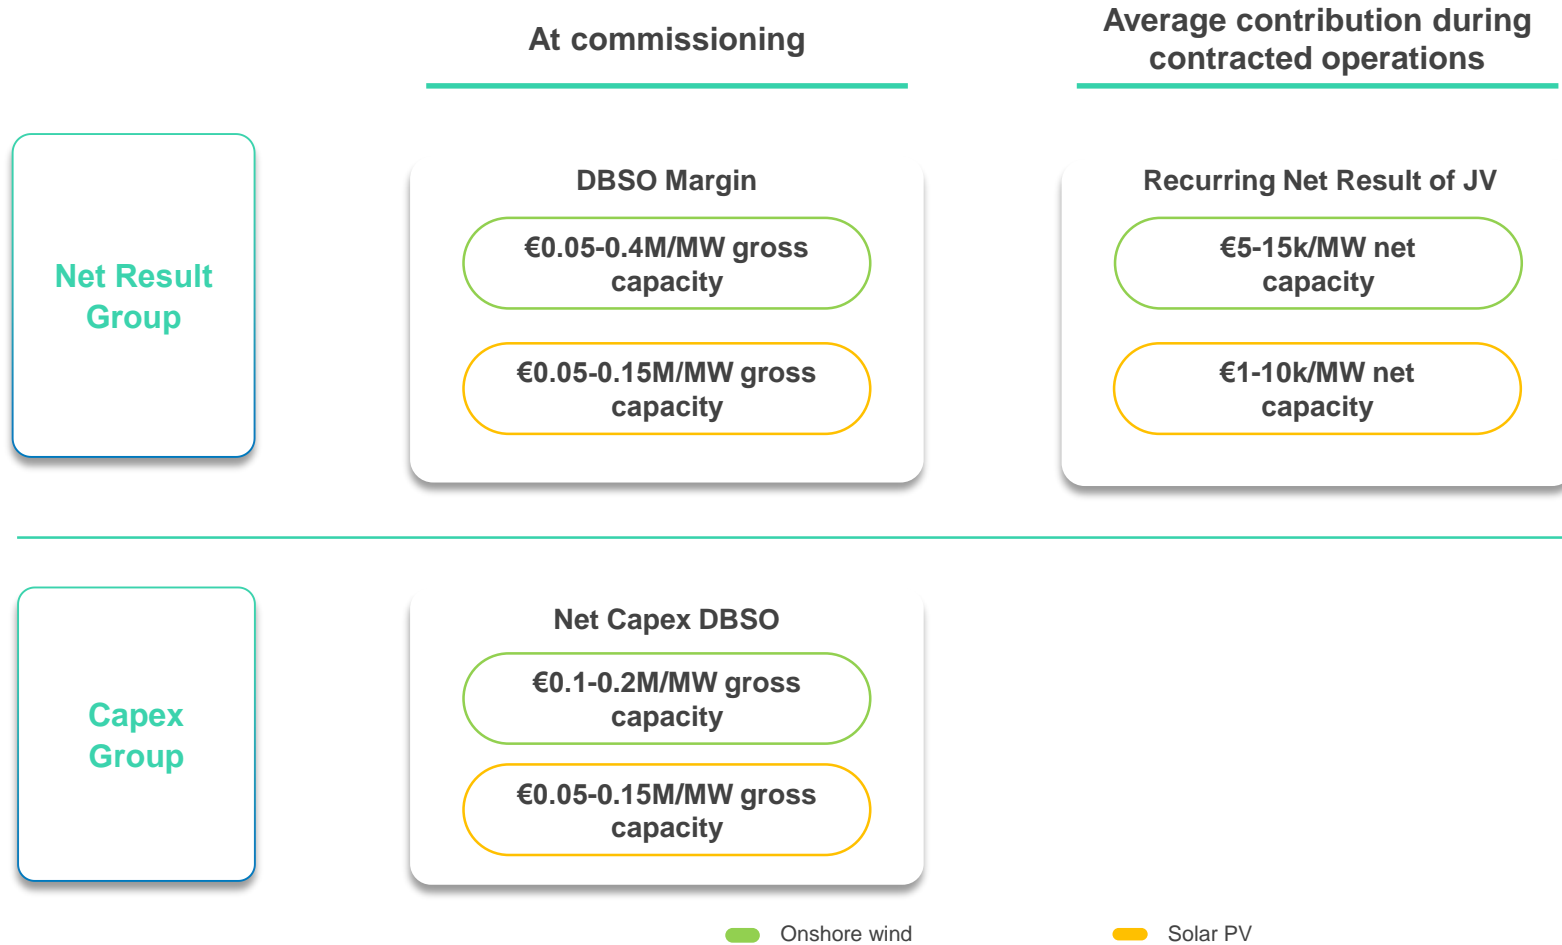 At commissioning
Average contribution during
contracted operations
Net Result
Group
DBSO Margin
€0.05-0.4M/MW gross
capacity
€0.05-0.15M/MW gross
capacity
Recurring Net Result of JV
€5-15k/MW net
capacity
€1-10k/MW net
capacity
Capex
Group
Net Capex DBSO
€0.1-0.2M/MW gross
capacity
€0.05-0.15M/MW gross
capacity
Onshore wind
Solar PV